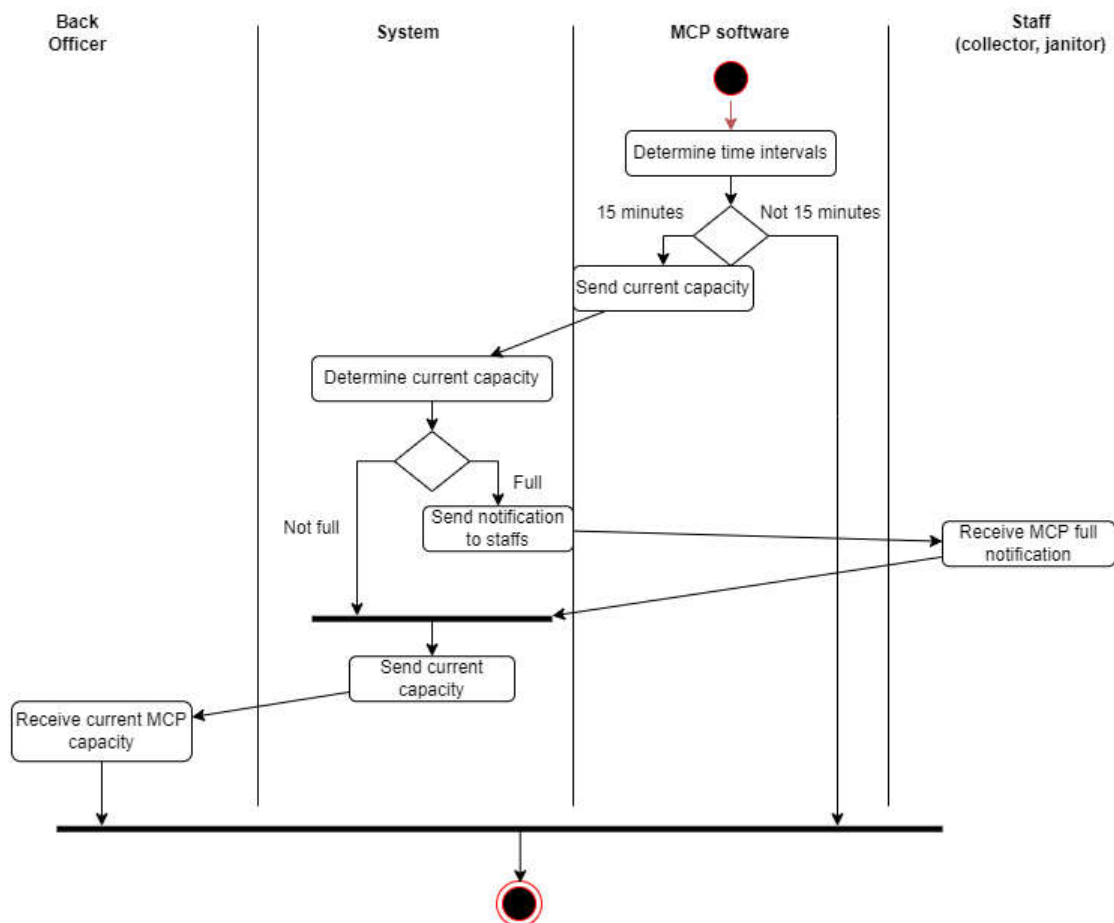 Back
Officer
System
MCP software
Staff
(collector, janitor)
Determine time intervals
15 minutes
Not 15 minutes
Send current capacity
Determine current capacity
Full
Not full
Send notification
to staffs
Receive MCP full
notification
Send current
capacity
Receive current MCP
capacity